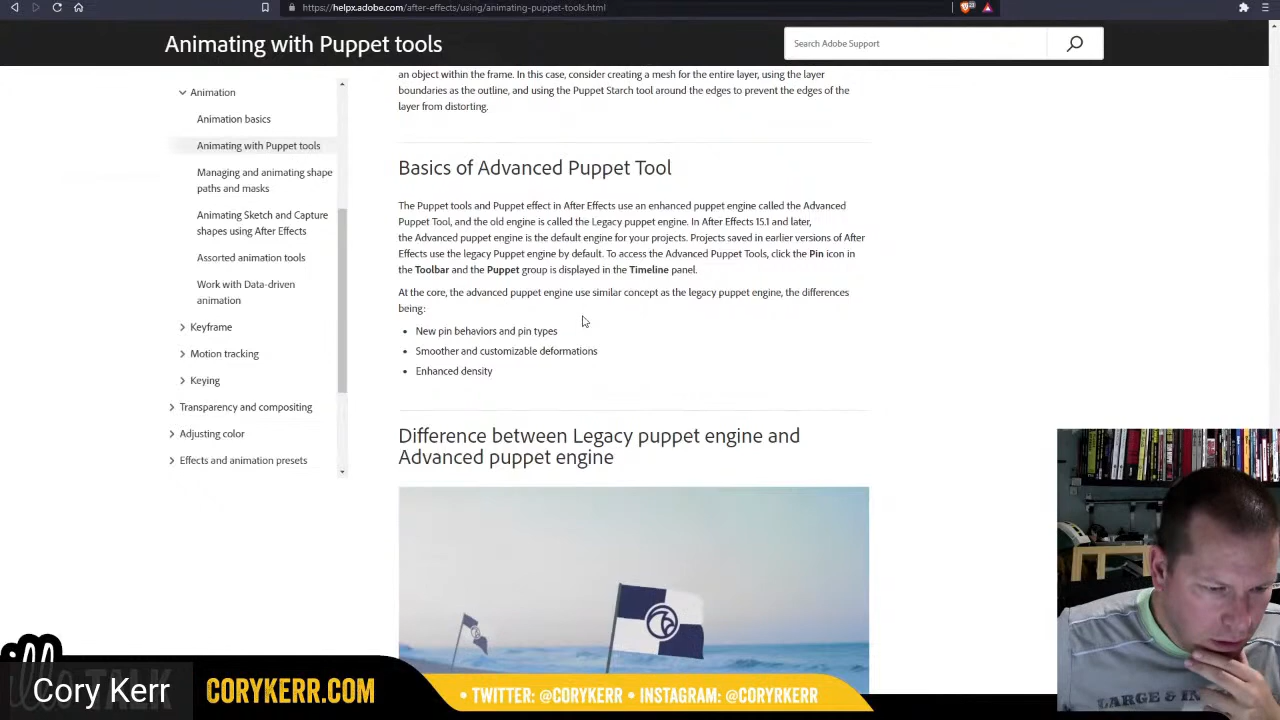 https://helpx.adobe.com/after-effects/using/animating-puppet-tools.html
Animating with Puppet tools
Search Adobe Support
Animation
Animation basics
Animating with Puppet tools
Managing and animating shape
paths and masks
Animating Sketch and Capture
shapes using After Effects
Assorted animation tools
Work with Data-driven
animation
Keyframe
Motion tracking
Keying
Transparency and compositing
Adjusting color
Effects and animation presets
an object within the frame. In this case, consider creating a mesh for the entire layer, using the layer
boundaries as the outline, and using the Puppet Starch tool around the edges to prevent the edges of the
layer from distorting.
Basics of Advanced Puppet Tool
The Puppet tools and Puppet effect in After Effects use an enhanced puppet engine called the Advanced
Puppet Tool, and the old engine is called the Legacy puppet engine. In After Effects 15.1 and later,
the Advanced puppet engine is the default engine for your projects. Projects saved in earlier versions of After
Effects use the legacy Puppet engine by default. To access the Advanced Puppet Tools, click the Pin icon in
the Toolbar and the Puppet group is displayed in the Timeline panel.
At the core, the advanced puppet engine use similar concept as the legacy puppet engine, the differences
being:
• New pin behaviors and pin types
• Smoother and customizable deformations
• Enhanced density
Difference between Legacy puppet engine and
Advanced puppet engine
Cory Kerr
CORYKERR.COM
• TWITTER: @CORYKERR • INSTAGRAM: @CORYRKERR
LARGE & IN